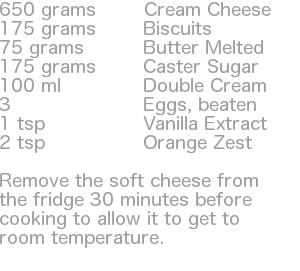 650 grams Cream Cheese
175 grams Biscuits
75 grams Butter Melted
175 grams Caster Sugar
100 ml Double Cream
3 Eggs, beaten
1 tsp Vanilla Extract
2 tsp Orange Zest
Remove the soft cheese from
the fridge 30 minutes before
cooking to allow it to get to
room temperature.